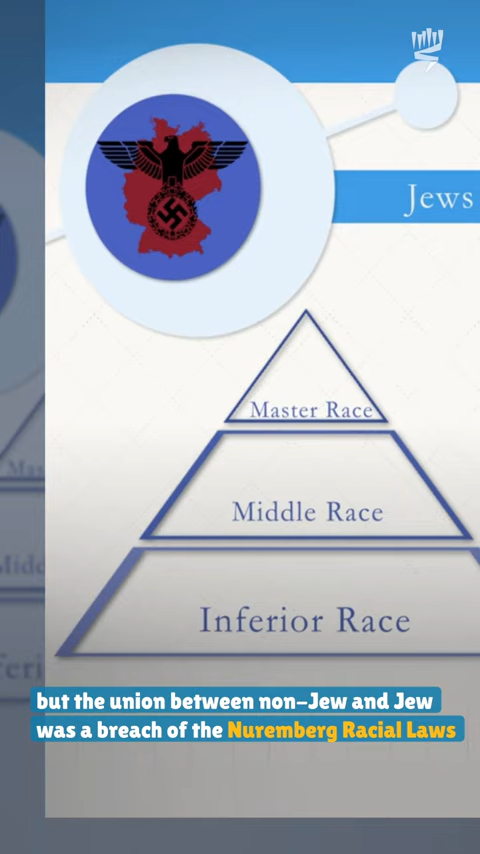 Jews
Master Race
Middle Race
Inferior Race
but the union between non-Jew and Jew
was a breach of the Nuremberg Racial Laws